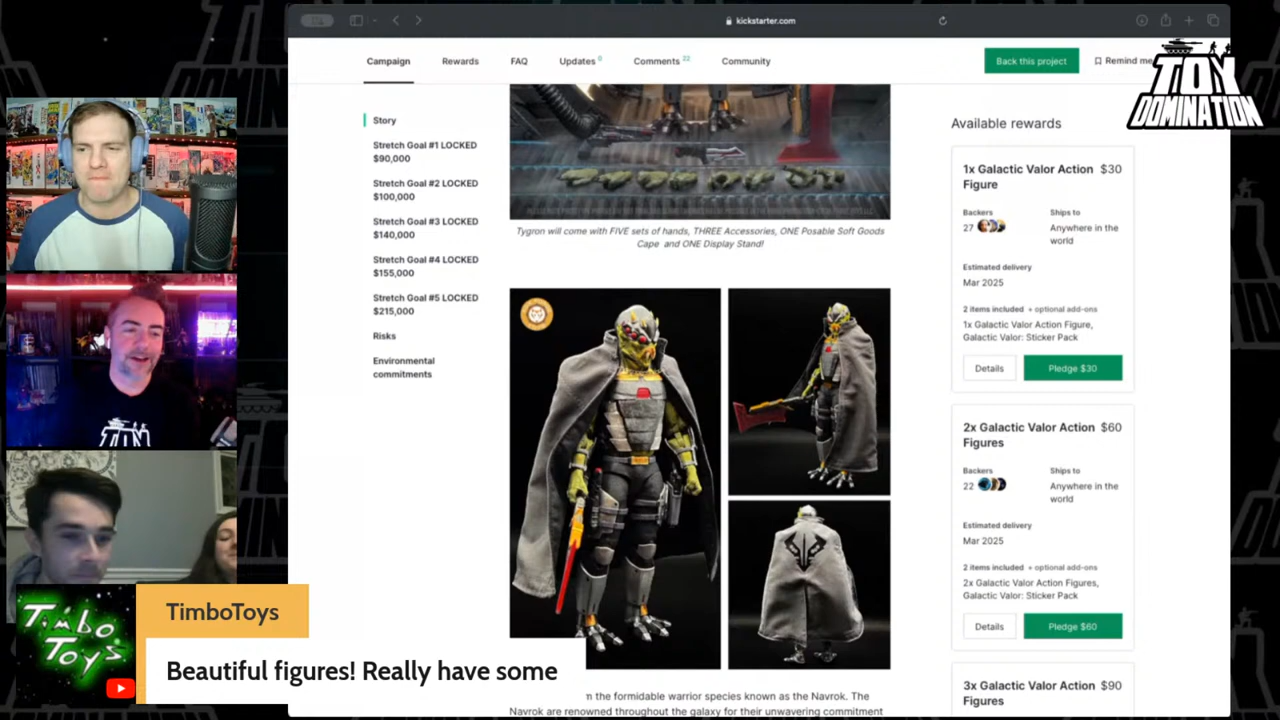 kickstarter.com
Campaign
Rewards
FAQ
Updates 0
Comments 22
Community
Back this project
Remind me
TOY
DOMINATION
Story
Stretch Goal #1 LOCKED
$90,000
Stretch Goal #2 LOCKED
$100,000
Stretch Goal #3 LOCKED
$140,000
Stretch Goal #4 LOCKED
$155,000
Stretch Goal #5 LOCKED
$215,000
Risks
Environmental
commitments
Tygron will come with FIVE sets of hands, THREE Accessories, ONE Posable Soft Goods
Cape and ONE Display Stand!
Available rewards
1x Galactic Valor Action $30
Figure
Backers
27
Ships to
Anywhere in the
world
Estimated delivery
Mar 2025
2 items included + optional add-ons
1x Galactic Valor Action Figure,
Galactic Valor: Sticker Pack
Details
Pledge $30
2x Galactic Valor Action $60
Figures
Backers
22
Ships to
Anywhere in the
world
Estimated delivery
Mar 2025
2 items included + optional add-ons
2x Galactic Valor Action Figures,
Galactic Valor: Sticker Pack
Details
Pledge $60
3x Galactic Valor Action $90
Figures
the formidable warrior species known as the Navrok. The
Navrok are renowned throughout the galaxy for their unwavering commitment
Timbo's
Toys
TimboToys
Beautiful figures! Really have some